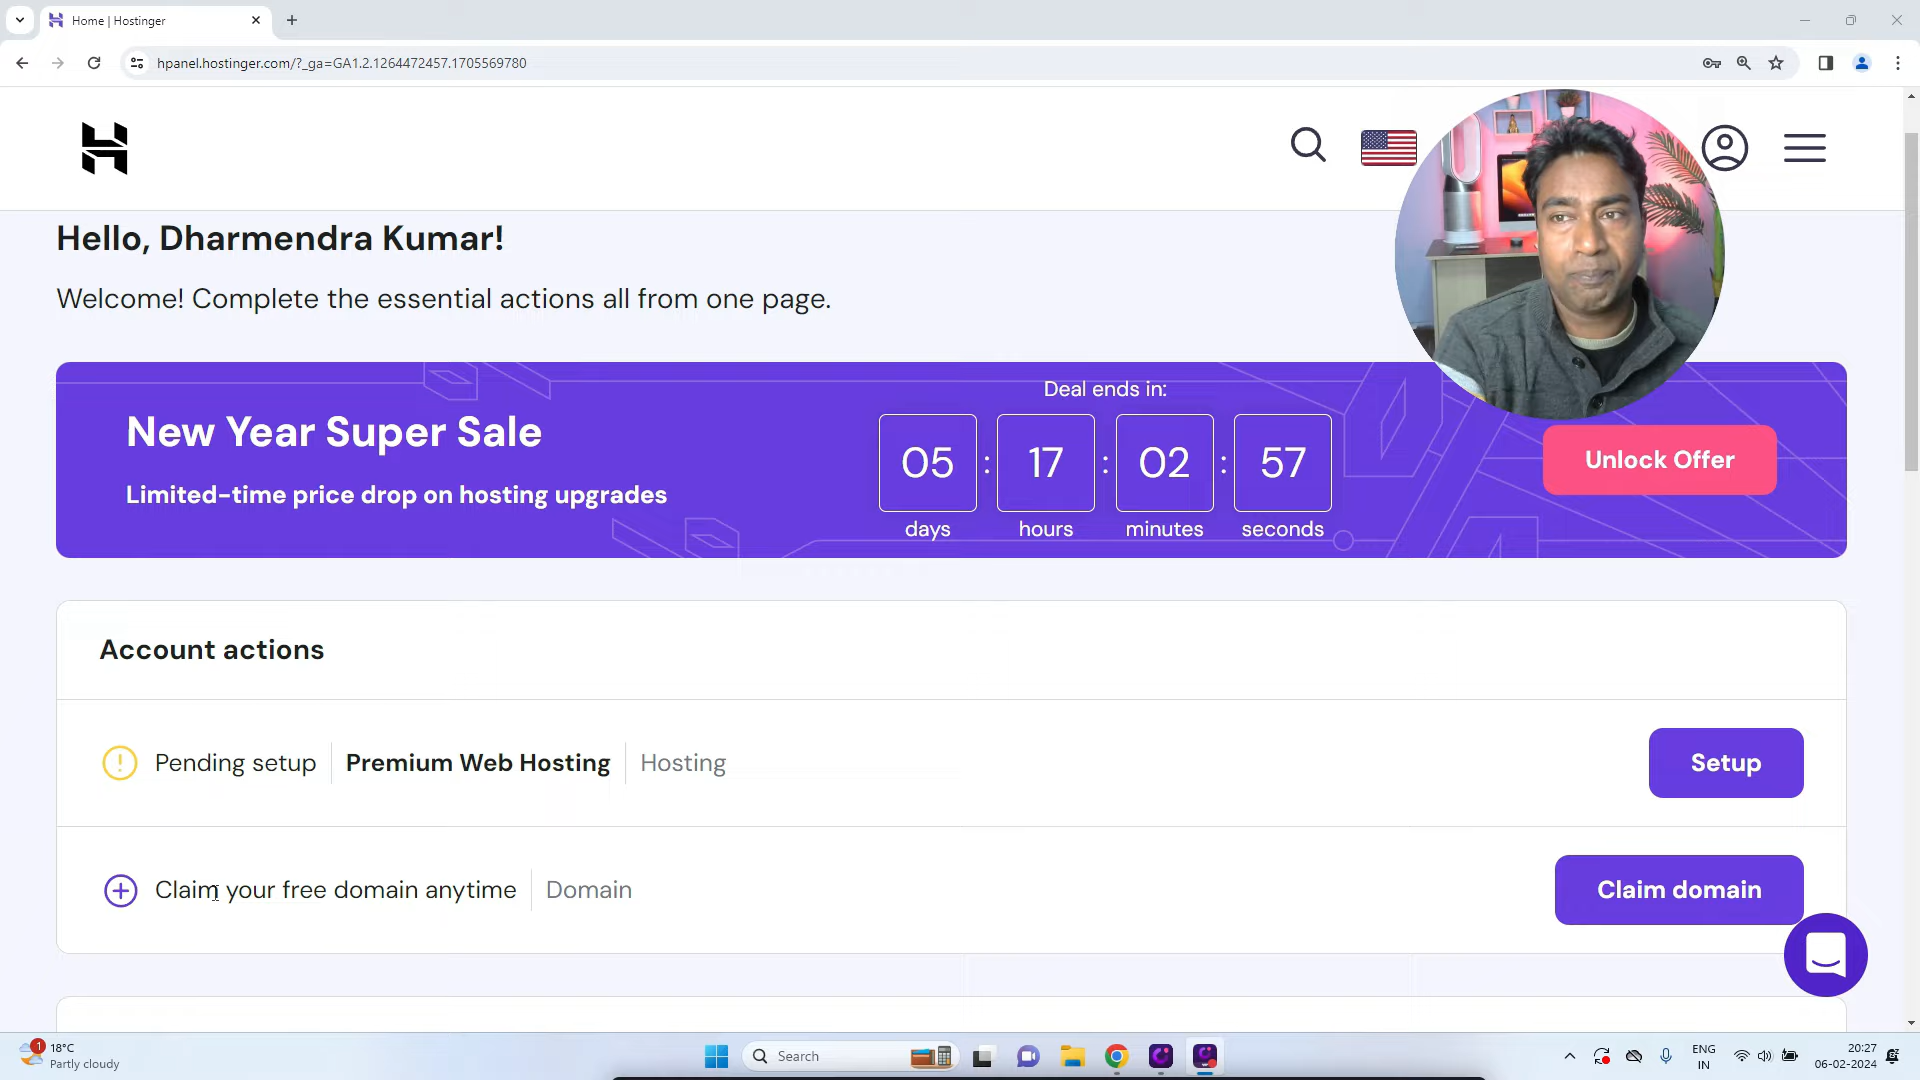 Home | Hostinger
hpanel.hostinger.com/?_ga=GA1.2.1264472457.1705569780
Hello, Dharmendra Kumar!
Welcome! Complete the essential actions all from one page.
New Year Super Sale
Limited-time price drop on hosting upgrades
Deal ends in:
05 : 17 : 02 : 57
days hours minutes seconds
Unlock Offer
Account actions
Pending setup Premium Web Hosting Hosting
Setup
Claim your free domain anytime Domain
Claim domain
1
18°C
Partly cloudy
Search
ENG
IN
20:27
06-02-2024